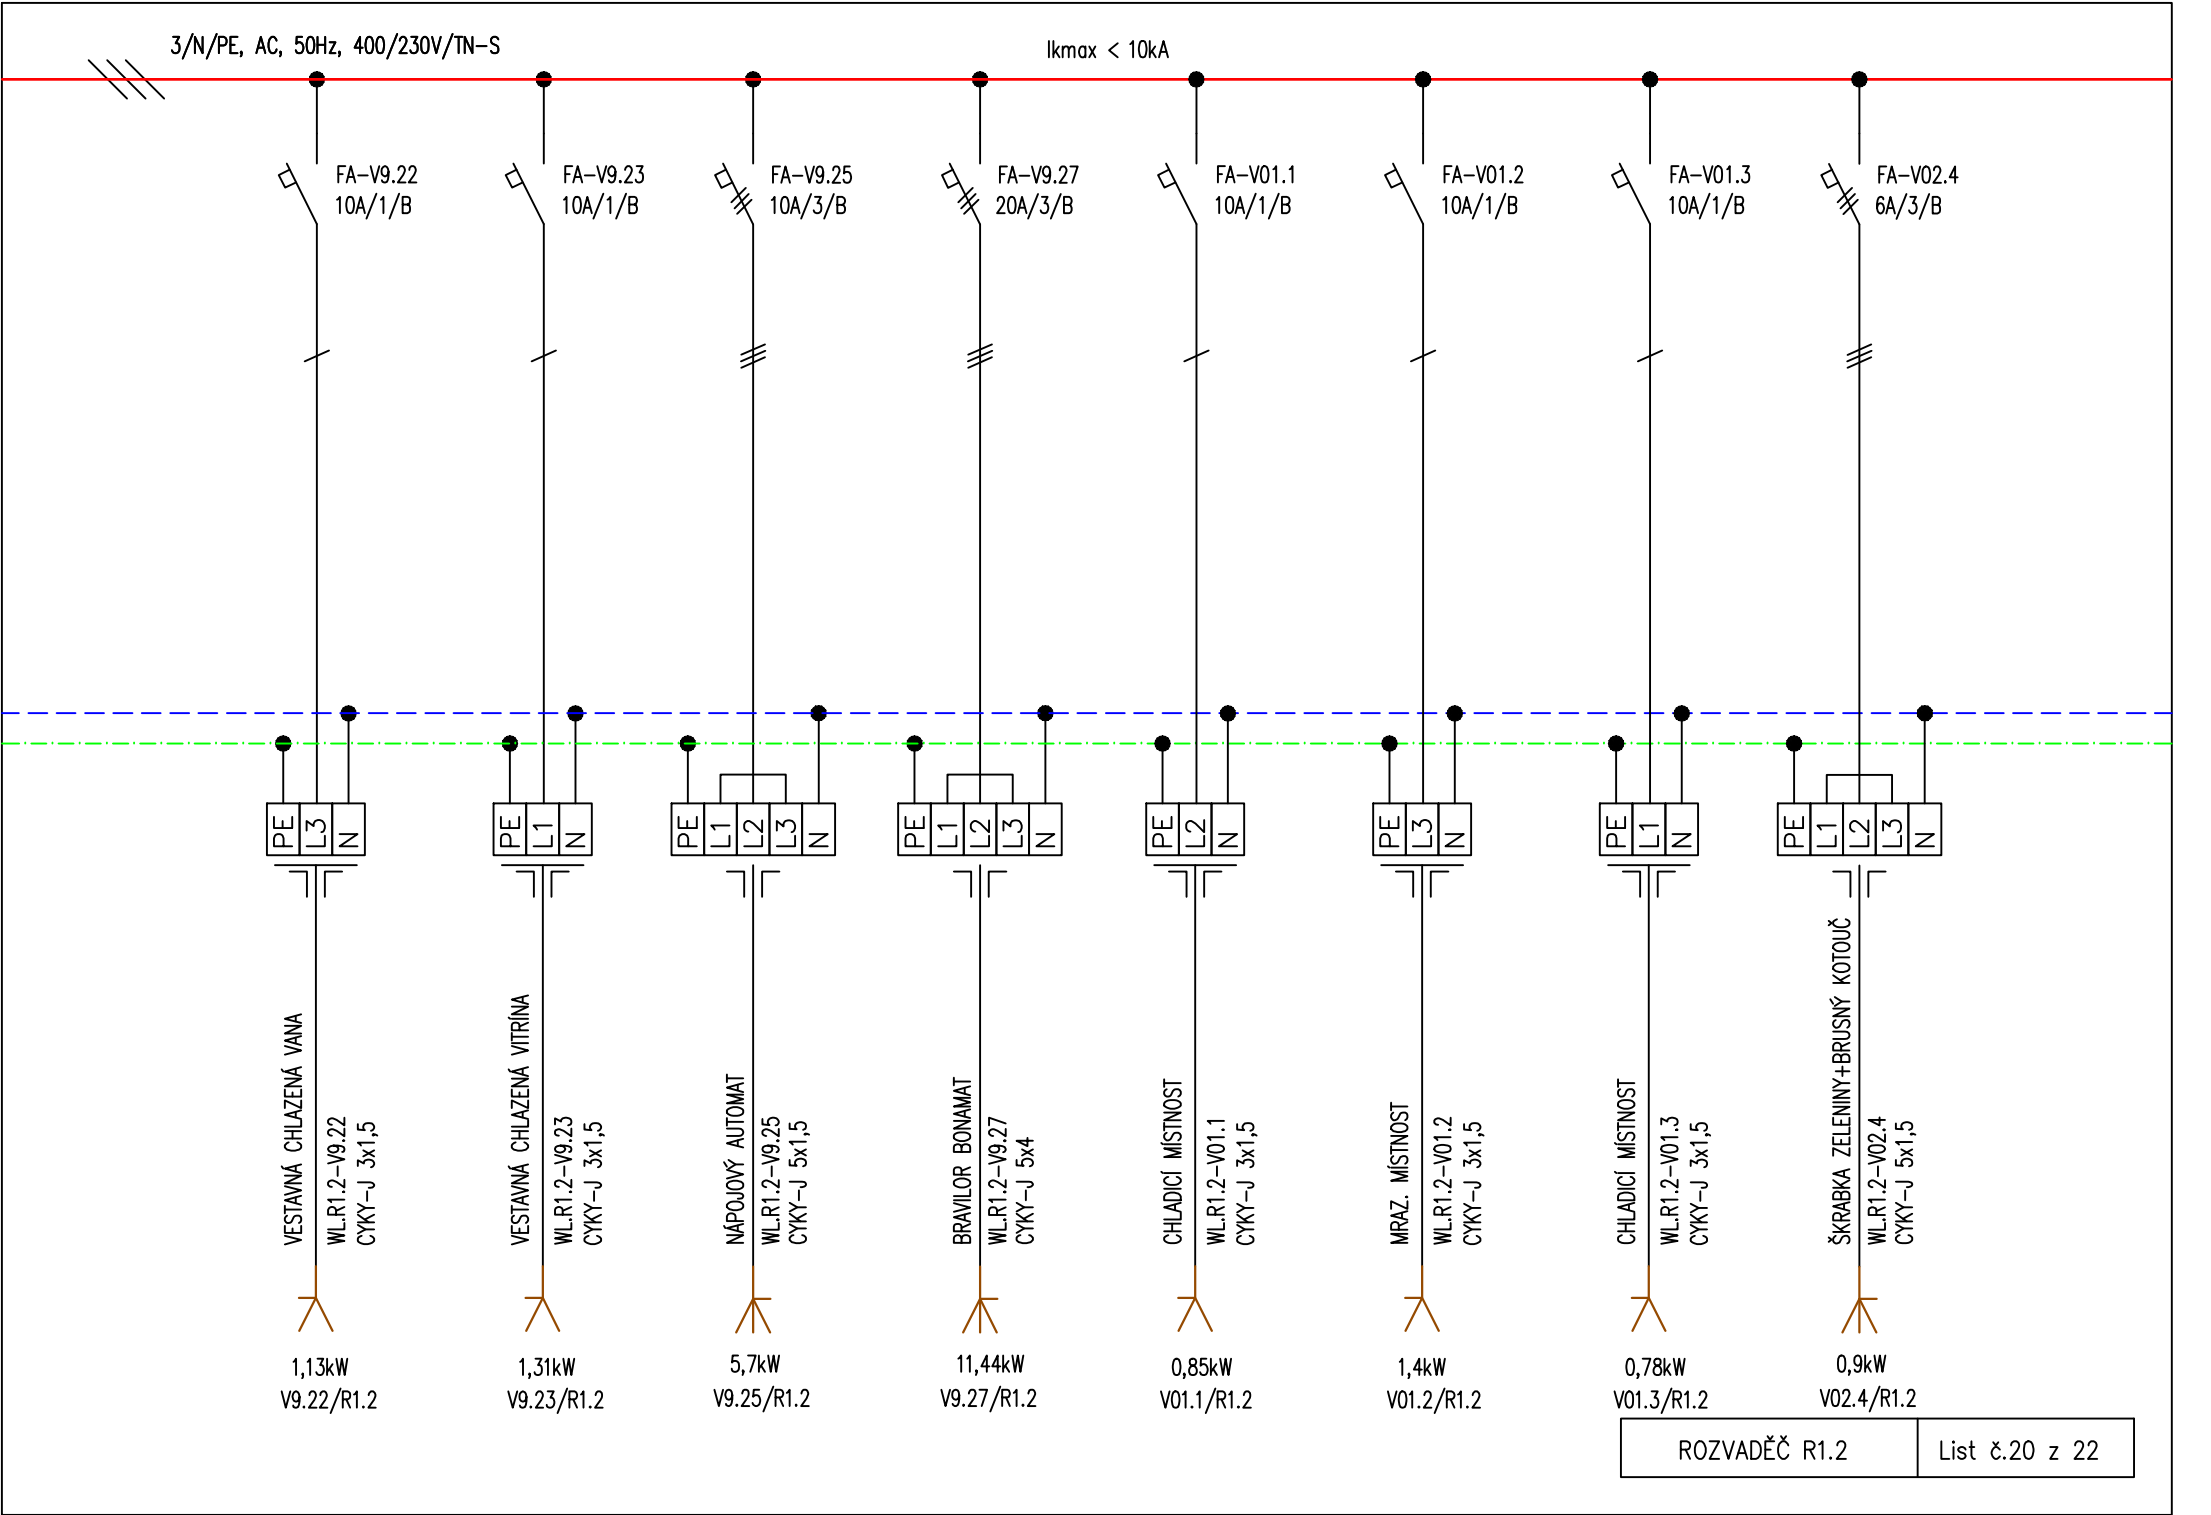 3/N/PE, AC, 50Hz, 400/230V/TN-S
Ikmax < 10kA
FA-V9.22
10A/1/B
FA-V9.23
10A/1/B
FA-V9.25
10A/3/B
FA-V9.27
20A/3/B
FA-V01.1
10A/1/B
FA-V01.2
10A/1/B
FA-V01.3
10A/1/B
FA-V02.4
6A/3/B
PE L3 N
PE L1 N
PE L1 L2 L3 N
PE L1 L2 L3 N
PE L2 N
PE L3 N
PE L1 N
PE L1 L2 L3 N
VESTAVNÁ CHLAZENÁ VANA
WL.R1.2-V9.22
CYKY-J 3x1,5
VESTAVNÁ CHLAZENÁ VITRÍNA
WL.R1.2-V9.23
CYKY-J 3x1,5
NÁPOJOVÝ AUTOMAT
WL.R1.2-V9.25
CYKY-J 5x1,5
BRAVILOR BONAMAT
WL.R1.2-V9.27
CYKY-J 5x4
CHLADICÍ MÍSTNOST
WL.R1.2-V01.1
CYKY-J 3x1,5
MRAZ. MÍSTNOST
WL.R1.2-V01.2
CYKY-J 3x1,5
CHLADICÍ MÍSTNOST
WL.R1.2-V01.3
CYKY-J 3x1,5
ŠKRABKA ZELENINY+BRUSNÝ KOTOUČ
WL.R1.2-V02.4
CYKY-J 5x1,5
1,13kW
V9.22/R1.2
1,31kW
V9.23/R1.2
5,7kW
V9.25/R1.2
11,44kW
V9.27/R1.2
0,85kW
V01.1/R1.2
1,4kW
V01.2/R1.2
0,78kW
V01.3/R1.2
0,9kW
V02.4/R1.2
ROZVADĚČ R1.2
List č.20 z 22